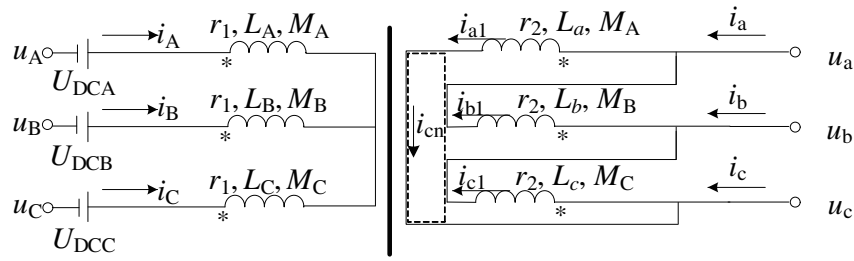 i_A r_1, L_A, M_A i_a1 r_2, L_a, M_A i_a
u_A * * u_a
U_DCA
i_B r_1, L_B, M_B i_cn i_b1 r_2, L_b, M_B i_b
u_B * * u_b
U_DCB
i_C r_1, L_C, M_C i_c1 r_2, L_c, M_C i_c
u_C * * u_c
U_DCC